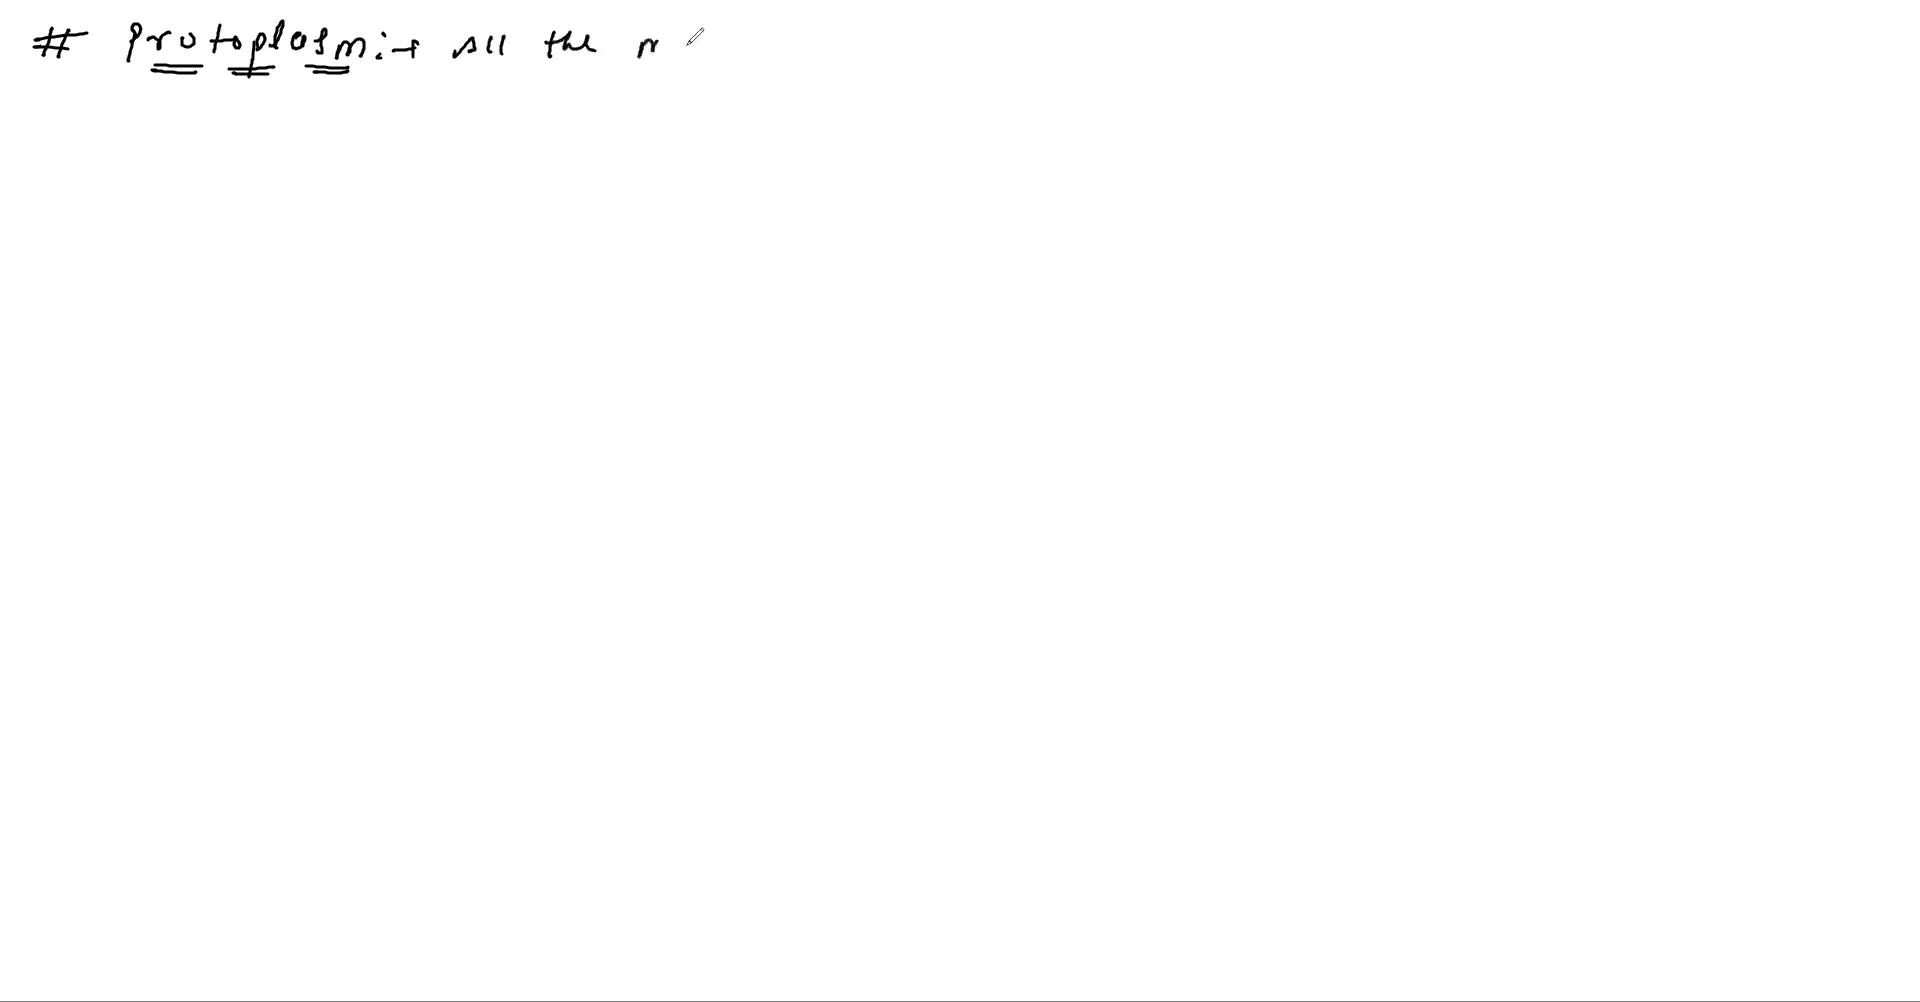 # Protoplasm:→ All the m